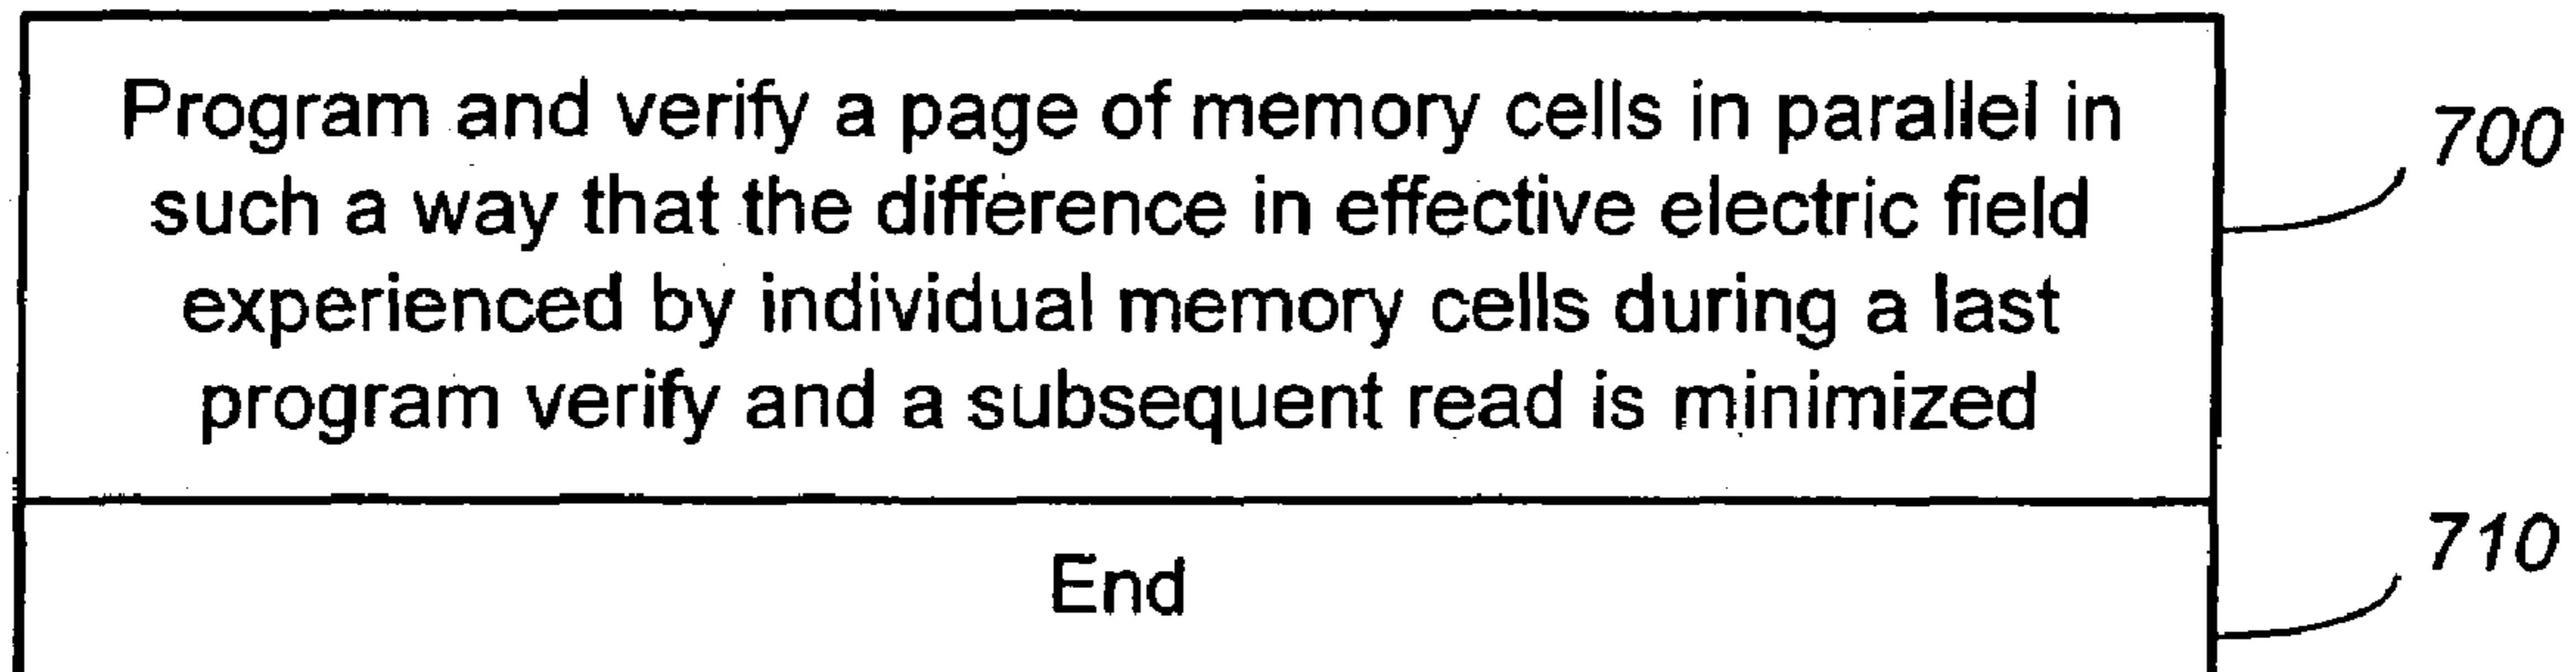 Program and verify a page of memory cells in parallel in
such a way that the difference in effective electric field
experienced by individual memory cells during a last
program verify and a subsequent read is minimized
700
End
710